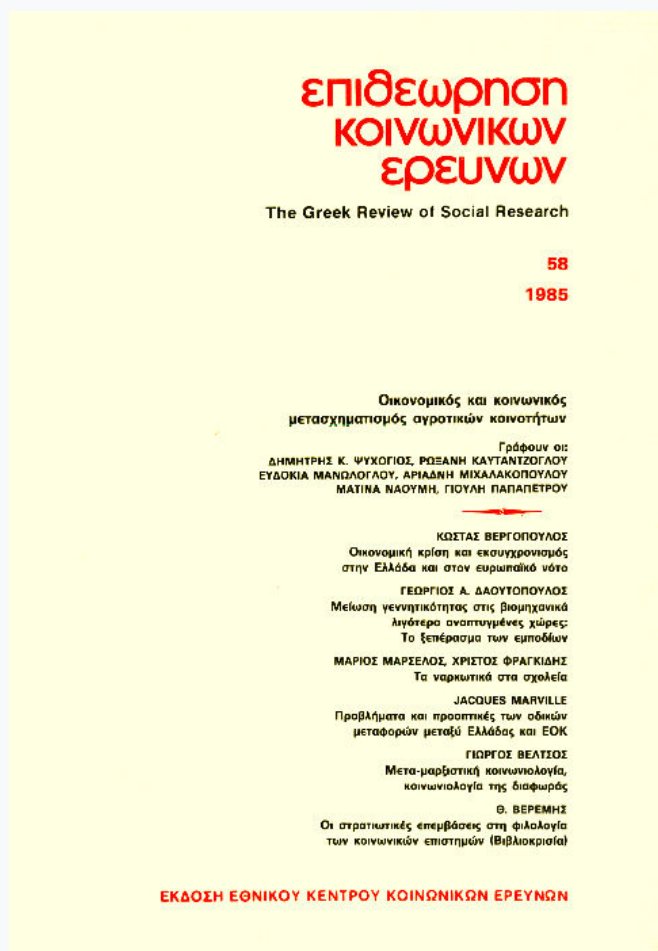 επιθεωρηση
κοινωνικων
ερευνων
The Greek Review of Social Research
58
1985
Οικονομικός και κοινωνικός
μετασχηματισμός αγροτικών κοινοτήτων
Γράφουν οι:
ΔΗΜΗΤΡΗΣ Κ. ΨΥΧΟΓΙΟΣ, ΡΩΞΑΝΗ ΚΑΥΤΑΝΤΖΟΓΛΟΥ
ΕΥΔΟΚΙΑ ΜΑΝΩΛΟΓΛΟΥ, ΑΡΙΑΔΝΗ ΜΙΧΑΛΑΚΟΠΟΥΛΟΥ
ΜΑΤΙΝΑ ΝΑΟΥΜΗ, ΓΙΟΥΛΗ ΠΑΠΑΠΕΤΡΟΥ
ΚΩΣΤΑΣ ΒΕΡΓΟΠΟΥΛΟΣ
Οικονομική κρίση και εκσυγχρονισμός
στην Ελλάδα και στον ευρωπαϊκό νότο
ΓΕΩΡΓΙΟΣ Α. ΔΑΟΥΤΟΠΟΥΛΟΣ
Μείωση γεννητικότητας στις βιομηχανικά
λιγότερο αναπτυγμένες χώρες:
Το ξεπέρασμα των εμποδίων
ΜΑΡΙΟΣ ΜΑΡΣΕΛΟΣ, ΧΡΙΣΤΟΣ ΦΡΑΓΚΙΔΗΣ
Τα ναρκωτικά στα σχολεία
JACQUES MARVILLE
Προβλήματα και προοπτικές των οδικών
μεταφορών μεταξύ Ελλάδας και ΕΟΚ
ΓΙΩΡΓΟΣ ΒΕΛΤΣΟΣ
Μετα-μαρξιστική κοινωνιολογία,
κοινωνιολογία της διαφοράς
Θ. ΒΕΡΕΜΗΣ
Οι στρατιωτικές επεμβάσεις στη φιλολογία
των κοινωνικών επιστημών (Βιβλιοκρισία)
ΕΚΔΟΣΗ ΕΘΝΙΚΟΥ ΚΕΝΤΡΟΥ ΚΟΙΝΩΝΙΚΩΝ ΕΡΕΥΝΩΝ